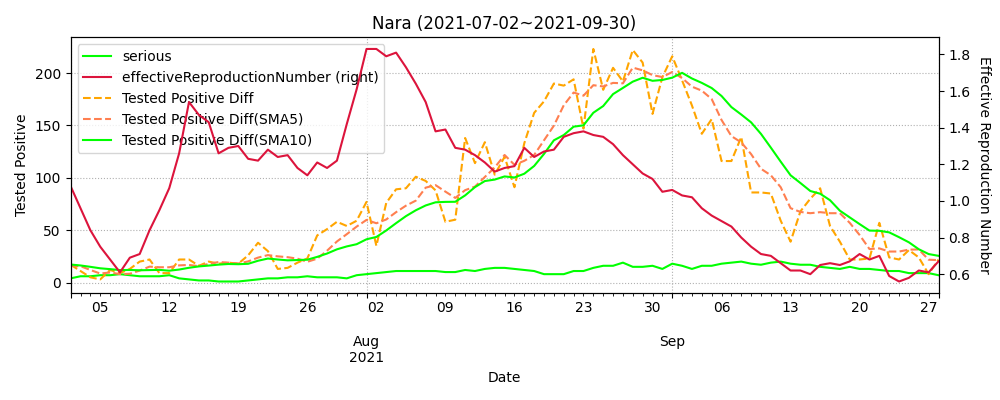 Nara (2021-07-02~2021-09-30)
serious
effectiveReproductionNumber (right)
Tested Positive Diff
Tested Positive Diff(SMA5)
Tested Positive Diff(SMA10)
Tested Positive
200
150
100
50
0
1.8
1.6
1.4
1.2
1.0
0.8
0.6
Effective Reproduction Number
05 12 19 26 02 09 16 23 30 06 13 20 27
Aug Sep
2021
Date